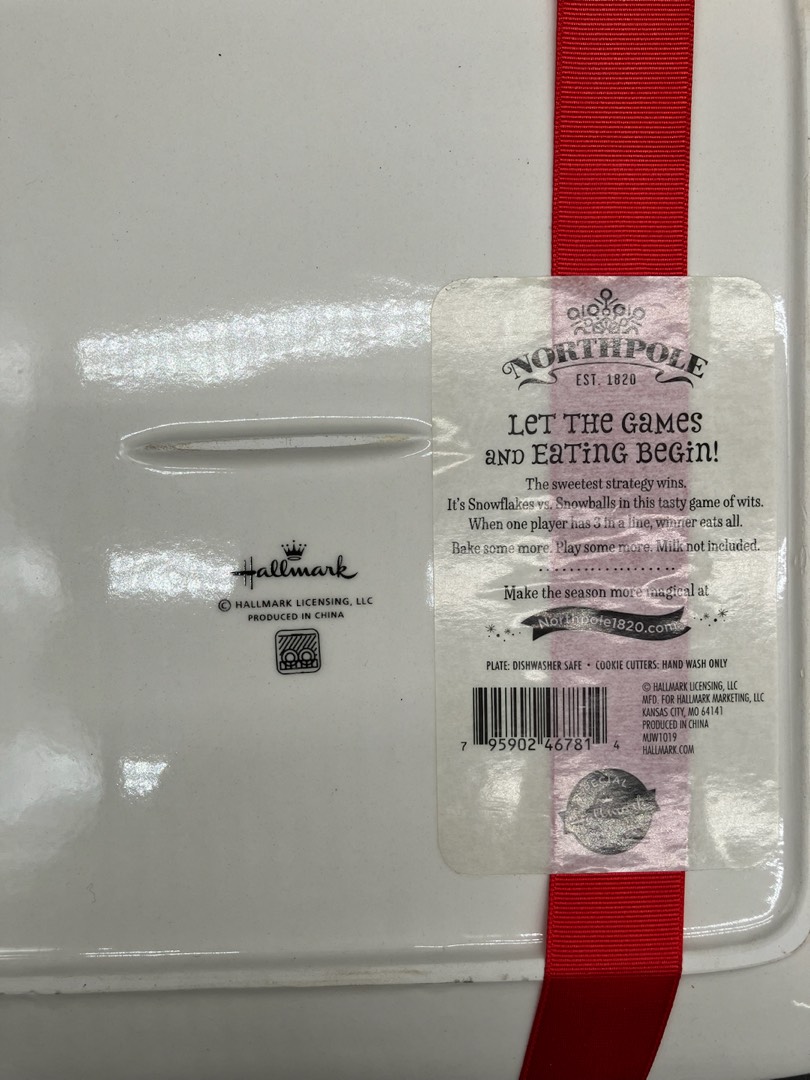 NORTHPOLE
EST. 1820
LET THE GAMES
AND EATING BEGIN!
The sweetest strategy wins.
It's Snowflakes vs. Snowballs in this tasty game of wits.
When one player has 3 in a line, winner eats all.
Bake some more. Play some more. Milk not included.
Make the season more magical at
Northpole1820.com
PLATE: DISHWASHER SAFE • COOKIE CUTTERS: HAND WASH ONLY
© HALLMARK LICENSING, LLC
MFD. FOR HALLMARK MARKETING, LLC
KANSAS CITY, MO 64141
PRODUCED IN CHINA
MJW1019
HALLMARK.COM
7 95902 46781 4
SPECIAL
Hallmark
Hallmark
© HALLMARK LICENSING, LLC
PRODUCED IN CHINA